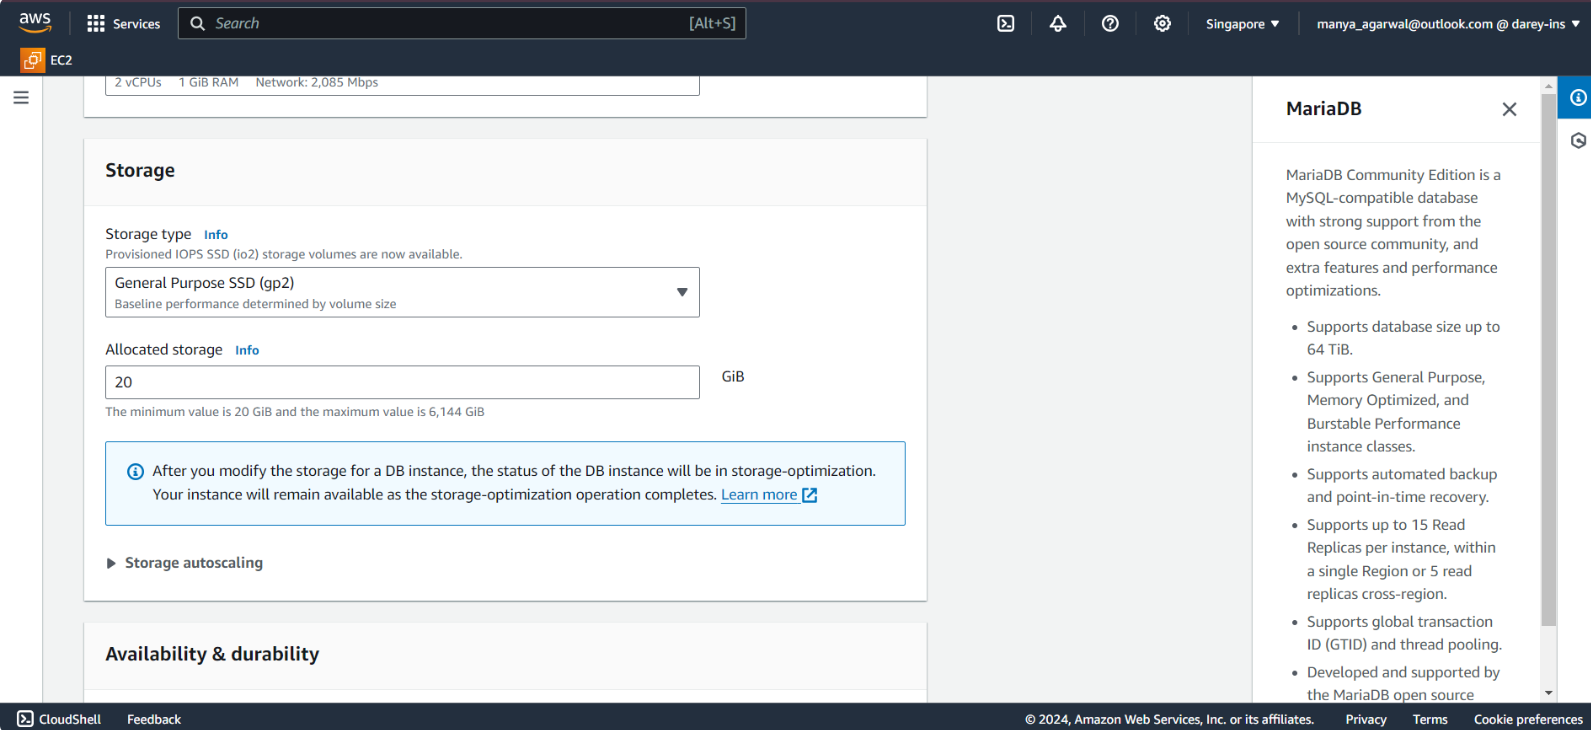 aws
Services
Search
[Alt+S]
Singapore
manya_agarwal@outlook.com @ darey-ins
EC2
2 vCPUs 1 GiB RAM Network: 2,085 Mbps
Storage
Storage type Info
Provisioned IOPS SSD (io2) storage volumes are now available.
General Purpose SSD (gp2)
Baseline performance determined by volume size
Allocated storage Info
20
GiB
The minimum value is 20 GiB and the maximum value is 6,144 GiB
After you modify the storage for a DB instance, the status of the DB instance will be in storage-optimization.
Your instance will remain available as the storage-optimization operation completes. Learn more
Storage autoscaling
Availability & durability
MariaDB
MariaDB Community Edition is a
MySQL-compatible database
with strong support from the
open source community, and
extra features and performance
optimizations.
• Supports database size up to
64 TiB.
• Supports General Purpose,
Memory Optimized, and
Burstable Performance
instance classes.
• Supports automated backup
and point-in-time recovery.
• Supports up to 15 Read
Replicas per instance, within
a single Region or 5 read
replicas cross-region.
• Supports global transaction
ID (GTID) and thread pooling.
• Developed and supported by
the MariaDB open source
CloudShell
Feedback
© 2024, Amazon Web Services, Inc. or its affiliates.
Privacy
Terms
Cookie preferences